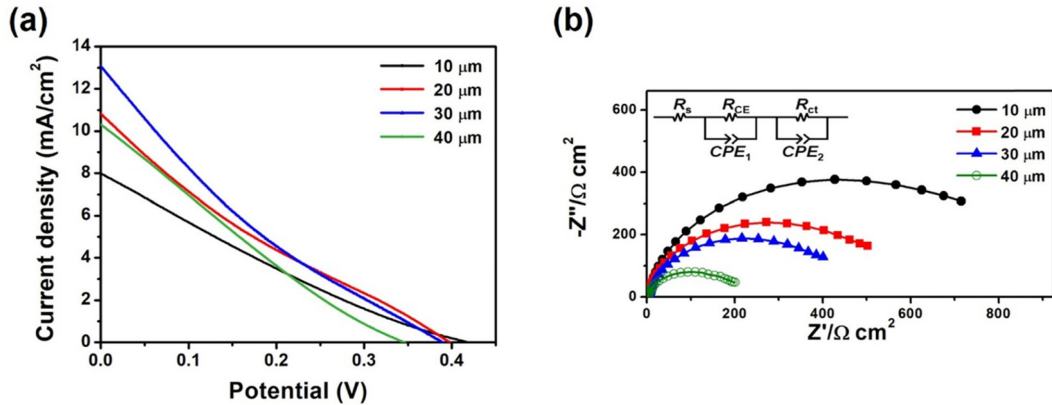 (a)
Current density (mA/cm²)
14
12
10
8
6
4
2
0
0.0 0.1 0.2 0.3 0.4
Potential (V)
10 μm
20 μm
30 μm
40 μm
(b)
-Z''/Ω cm²
600
400
200
0
0 200 400 600 800
Z'/Ω cm²
Rs RCE Rct
CPE1 CPE2
10 μm
20 μm
30 μm
40 μm